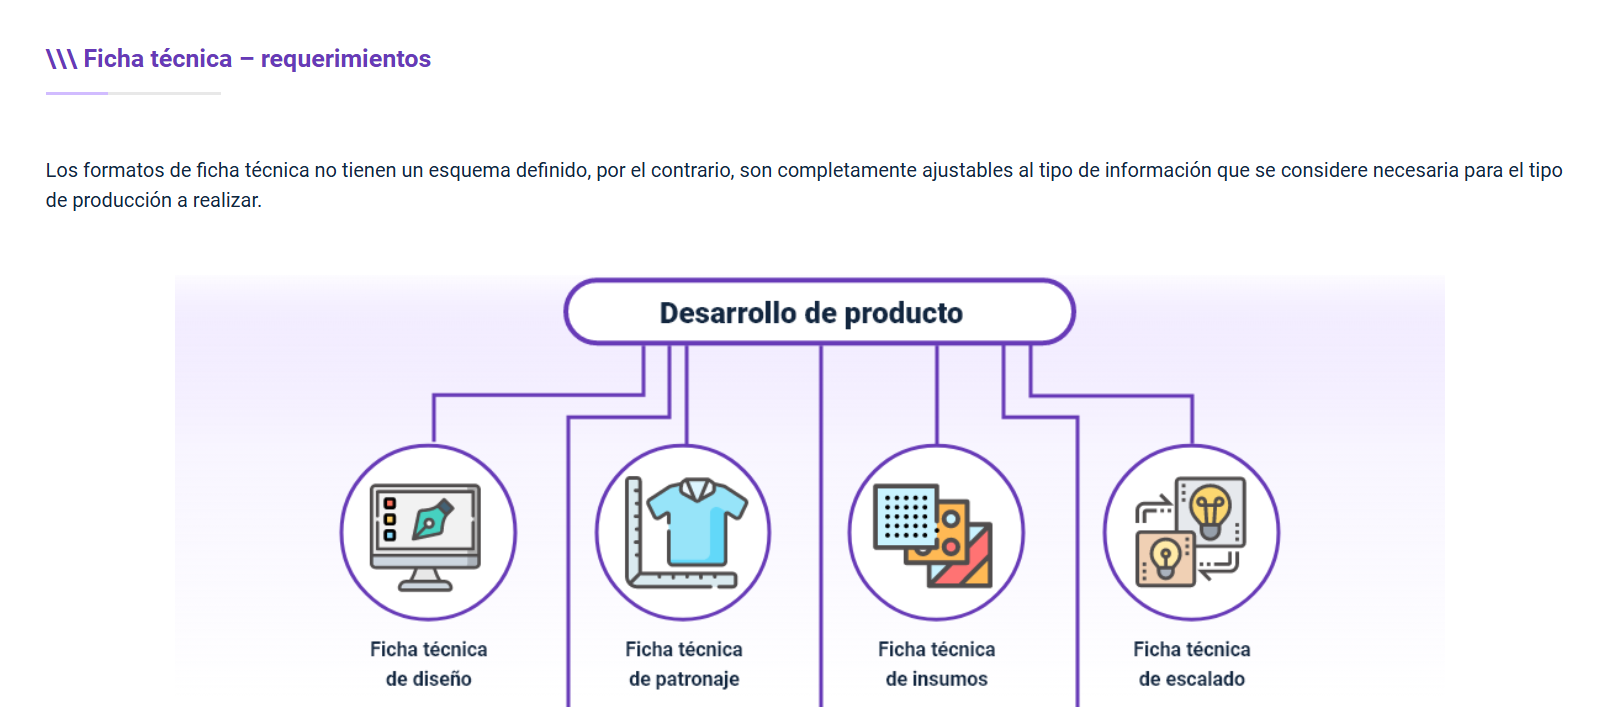 \\\ Ficha técnica – requerimientos
Los formatos de ficha técnica no tienen un esquema definido, por el contrario, son completamente ajustables al tipo de información que se considere necesaria para el tipo
de producción a realizar.
Desarrollo de producto
Ficha técnica
de diseño
Ficha técnica
de patronaje
Ficha técnica
de insumos
Ficha técnica
de escalado